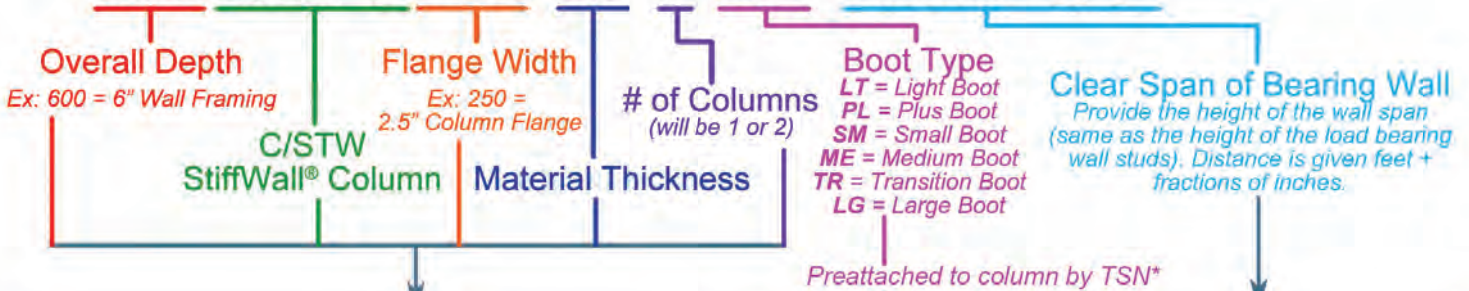 Overall Depth
Ex: 600 = 6" Wall Framing
C/STW
StiffWall® Column
Flange Width
Ex: 250 =
2.5" Column Flange
Material Thickness
# of Columns
(will be 1 or 2)
Boot Type
LT = Light Boot
PL = Plus Boot
SM = Small Boot
ME = Medium Boot
TR = Transition Boot
LG = Large Boot
Preattached to column by TSN*
Clear Span of Bearing Wall
Provide the height of the wall span
(same as the height of the load bearing
wall studs). Distance is given feet +
fractions of inches.